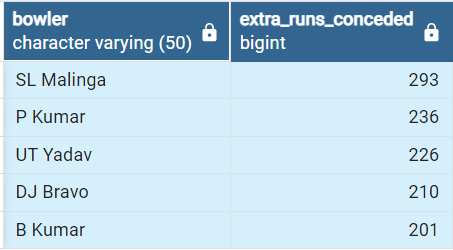 bowler extra_runs_conceded
character varying (50) bigint
SL Malinga 293
P Kumar 236
UT Yadav 226
DJ Bravo 210
B Kumar 201